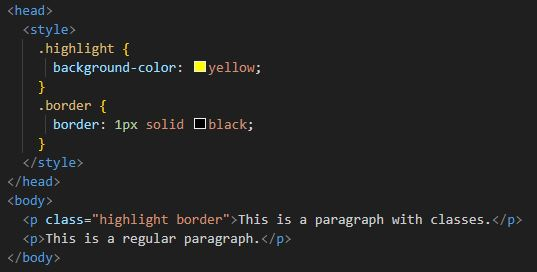 <head>
  <style>
    .highlight {
      background-color: yellow;
    }
    .border {
      border: 1px solid black;
    }
  </style>
</head>
<body>
  <p class="highlight border">This is a paragraph with classes.</p>
  <p>This is a regular paragraph.</p>
</body>